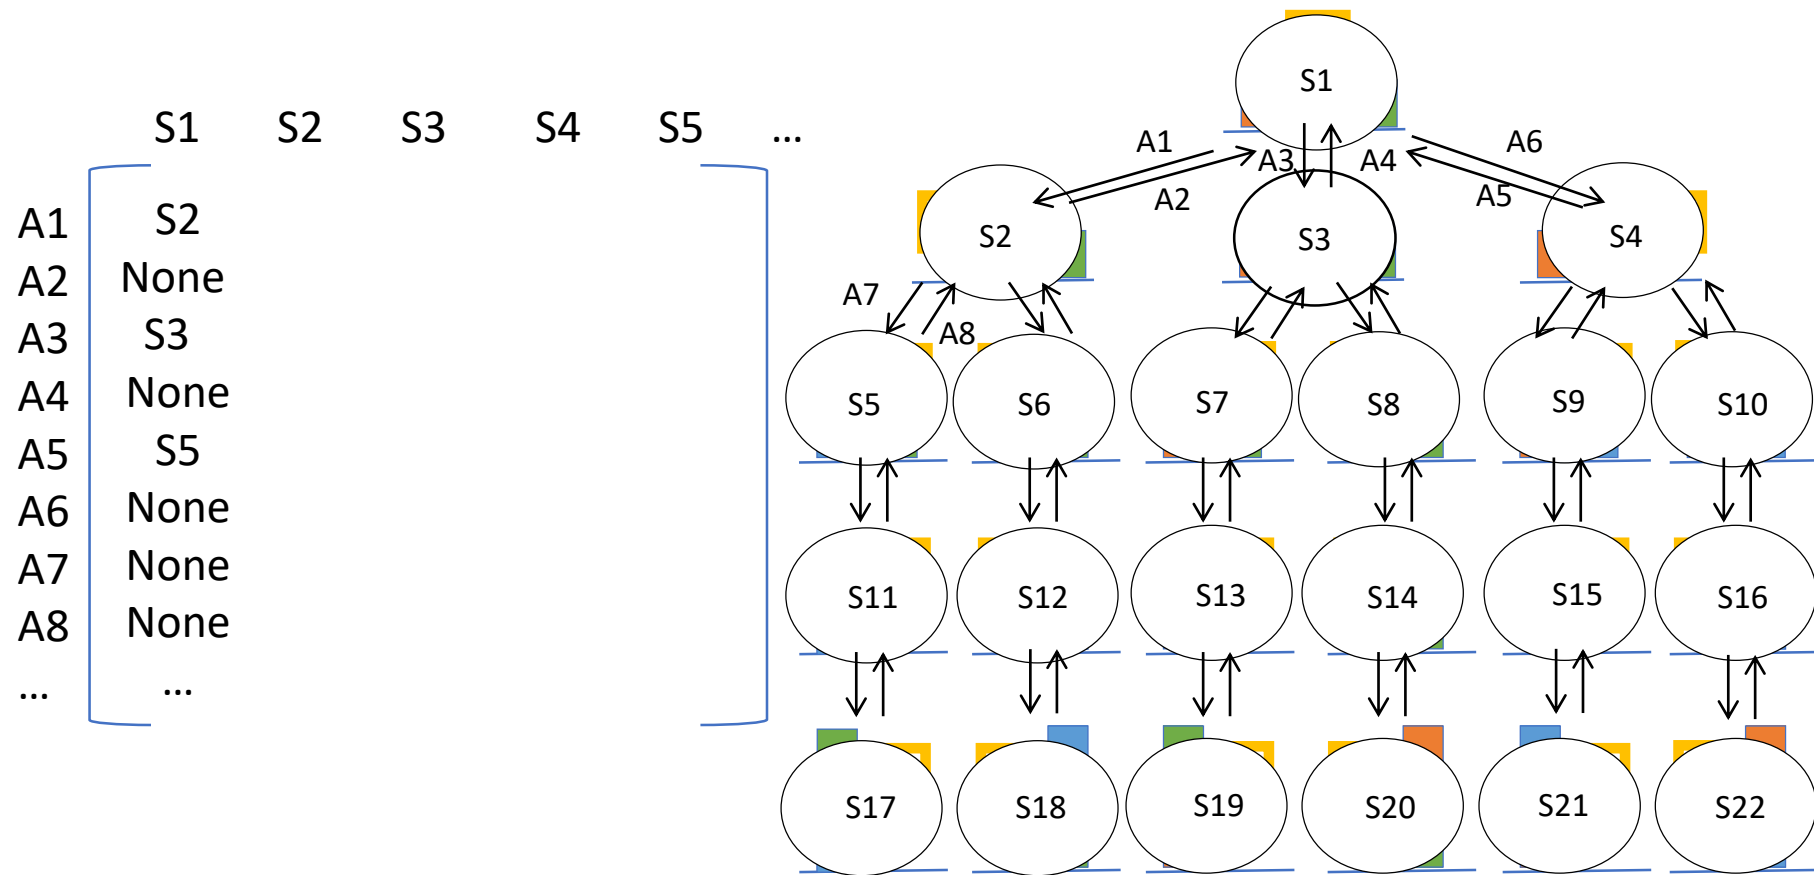 S1 S2 S3 S4 S5 ...
A1 S2
A2 None
A3 S3
A4 None
A5 S5
A6 None
A7 None
A8 None
... ...
S1
A1 A3 A4 A6
A2 A5
S2 S3 S4
A7 A8
S5 S6 S7 S8 S9 S10
S11 S12 S13 S14 S15 S16
S17 S18 S19 S20 S21 S22